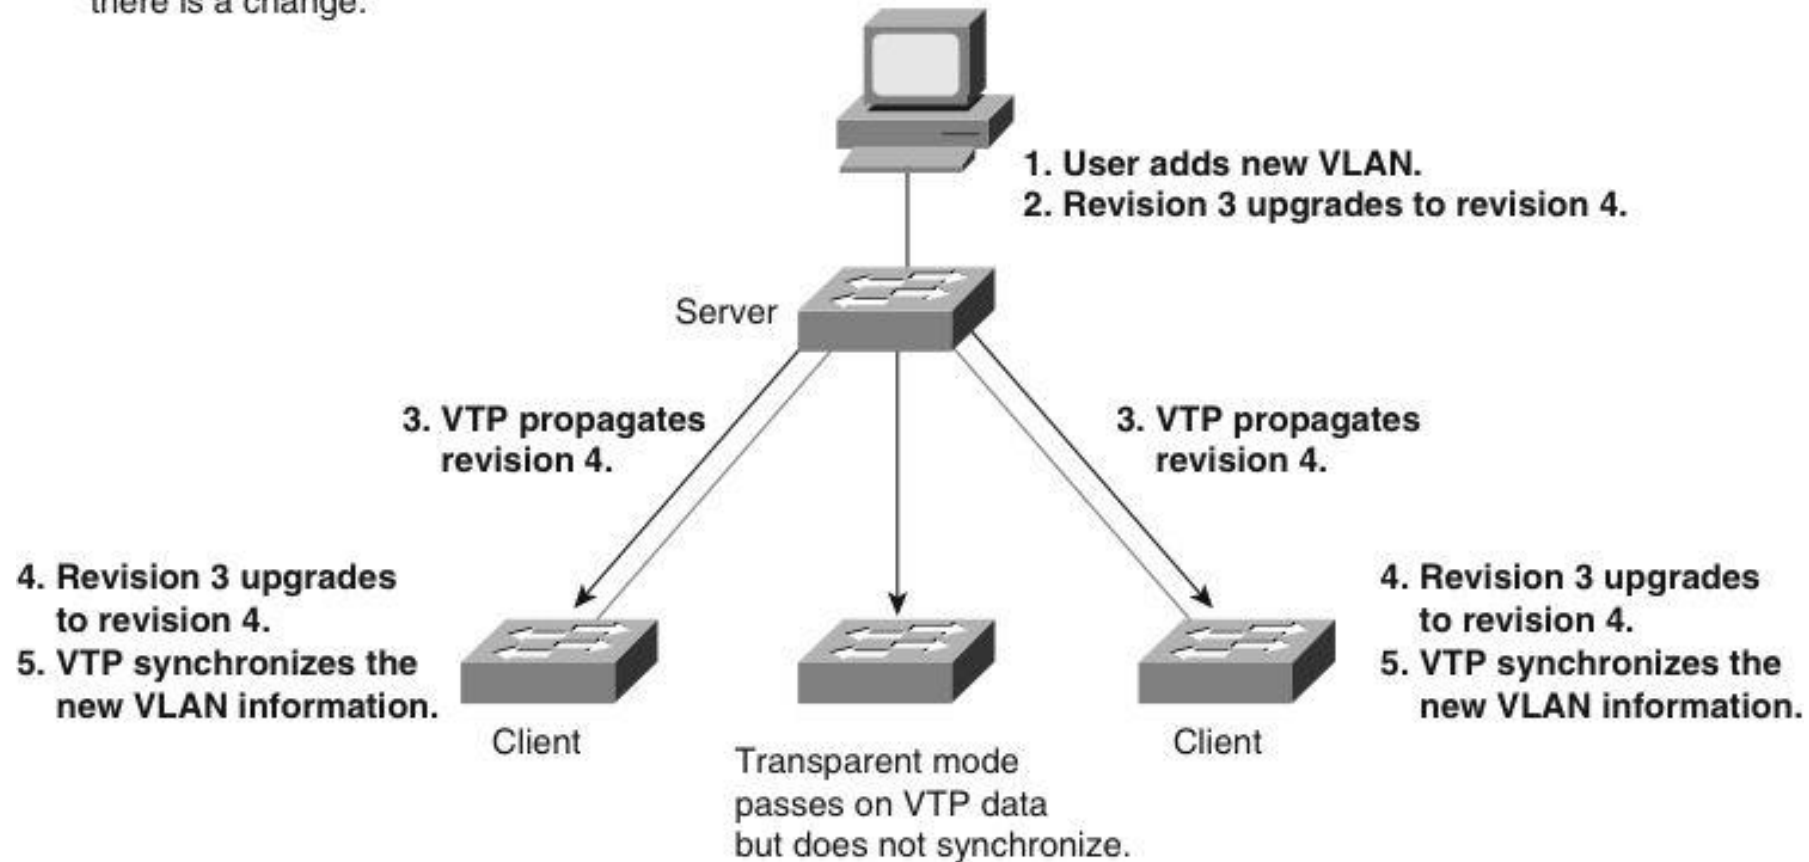 there is a change.
1. User adds new VLAN.
2. Revision 3 upgrades to revision 4.
Server
3. VTP propagates
revision 4.
3. VTP propagates
revision 4.
4. Revision 3 upgrades
to revision 4.
5. VTP synchronizes the
new VLAN information.
4. Revision 3 upgrades
to revision 4.
5. VTP synchronizes the
new VLAN information.
Client
Transparent mode
passes on VTP data
but does not synchronize.
Client